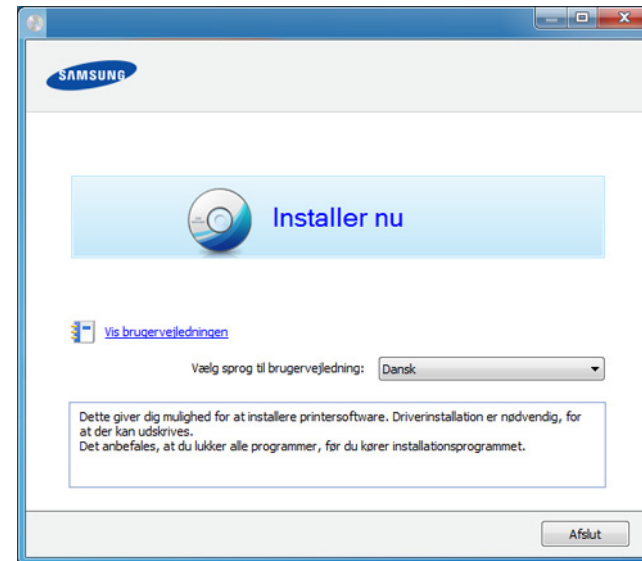 SAMSUNG
Installer nu
Vis brugervejledningen
Vælg sprog til brugervejledning: Dansk
Dette giver dig mulighed for at installere printersoftware. Driverinstallation er nødvendig, for
at der kan udskrives.
Det anbefales, at du lukker alle programmer, før du kører installationsprogrammet.
Afslut